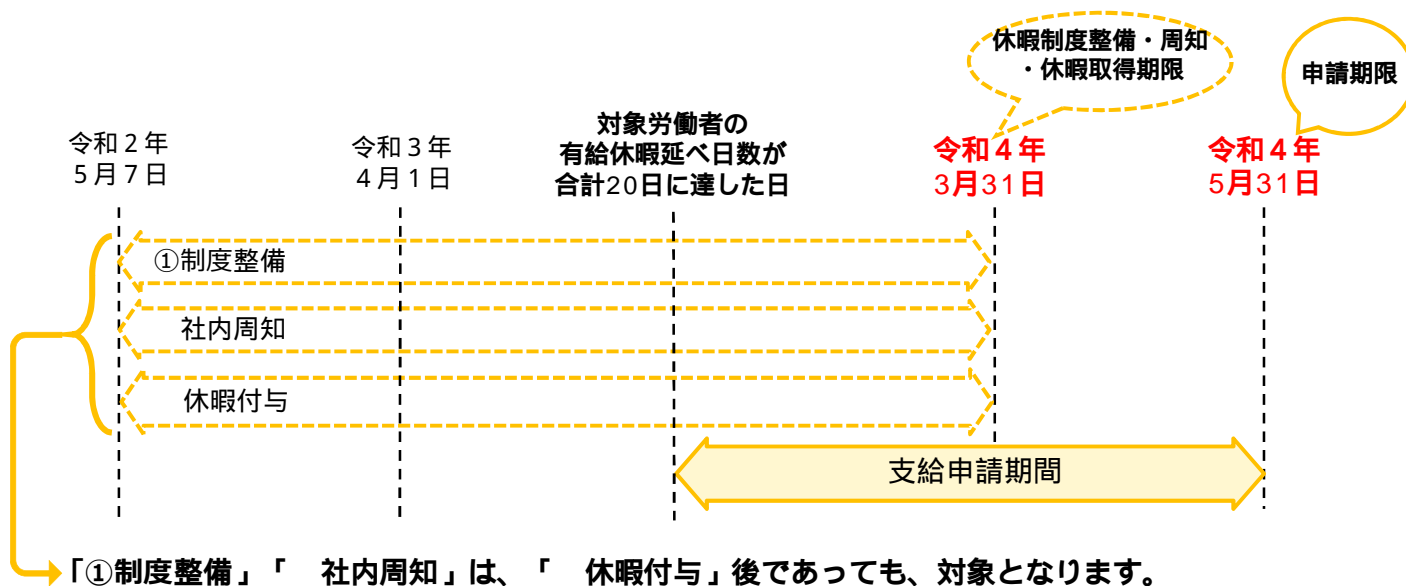 休暇制度整備・周知
・休暇取得期限
申請期限
令和2年
5月7日
令和3年
4月1日
対象労働者の
有給休暇延べ日数が
合計20日に達した日
令和4年
3月31日
令和4年
5月31日
①制度整備
社内周知
休暇付与
支給申請期間
「①制度整備」「　社内周知」は、「　休暇付与」後であっても、対象となります。